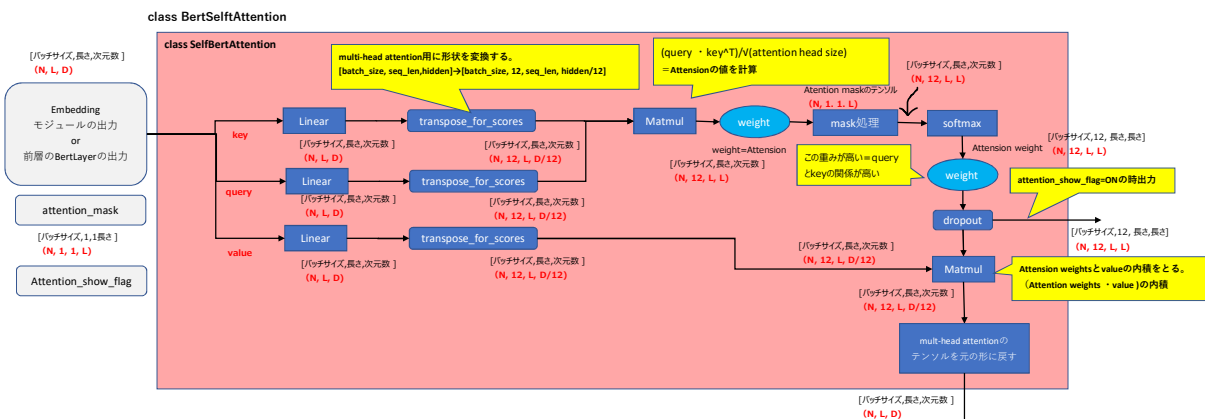 class BertSelftAttention
class SelfBertAttention
[バッチサイズ,長さ,次元数 ]
(N, L, D)
Embedding
モジュールの出力
or
前層のBertLayerの出力
attention_mask
[バッチサイズ,1,1長さ ]
(N, 1, 1, L)
Attention_show_flag
multi-head attention用に形状を変換する。
[batch_size, seq_len,hidden]→[batch_size, 12, seq_len, hidden/12]
(query ・key^T)/√(attention head size)
=Attensionの値を計算
key
Linear
[バッチサイズ,長さ,次元数 ]
(N, L, D)
transpose_for_scores
[バッチサイズ,長さ,次元数 ]
(N, 12, L, D/12)
query
Linear
[バッチサイズ,長さ,次元数 ]
(N, L, D)
transpose_for_scores
[バッチサイズ,長さ,次元数 ]
(N, 12, L, D/12)
value
Linear
[バッチサイズ,長さ,次元数 ]
(N, L, D)
transpose_for_scores
[バッチサイズ,長さ,次元数 ]
(N, 12, L, D/12)
Matmul
weight
weight=Attension
[バッチサイズ,長さ,次元数 ]
(N, 12, L, L)
Atention maskのテンソル
(N, 1. 1. L)
mask処理
[バッチサイズ,長さ,次元数 ]
(N, 12, L, L)
softmax
Attension weight
[バッチサイズ,12, 長さ,長さ]
(N, 12, L, L)
この重みが高い=query
とkeyの関係が高い
weight
attention_show_flag=ONの時出力
dropout
[バッチサイズ,12, 長さ,長さ]
(N, 12, L, L)
[バッチサイズ,長さ,次元数 ]
(N, 12, L, D/12)
Matmul
Attension weightsとvalueの内積をとる。
(Attention weights ・value )の内積
[バッチサイズ,長さ,次元数 ]
(N, 12, L, D/12)
mult-head attentionの
テンソルを元の形に戻す
[バッチサイズ,長さ,次元数 ]
(N, L, D)